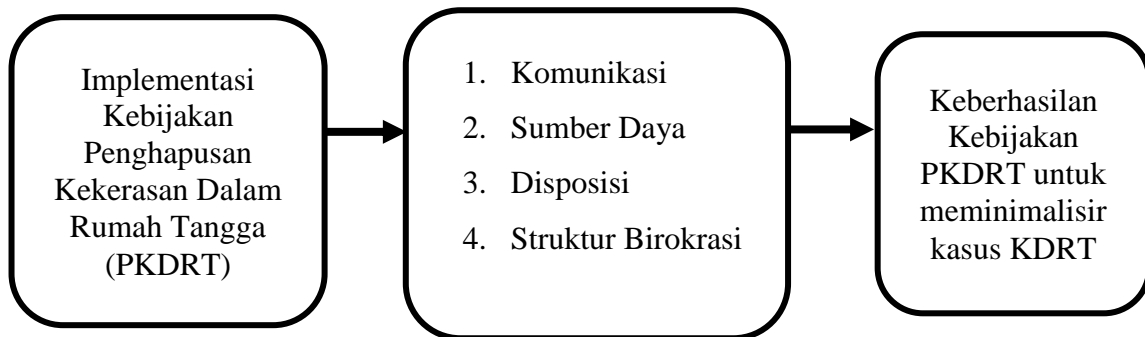 Implementasi
Kebijakan
Penghapusan
Kekerasan Dalam
Rumah Tangga
(PKDRT)
1. Komunikasi
2. Sumber Daya
3. Disposisi
4. Struktur Birokrasi
Keberhasilan
Kebijakan
PKDRT untuk
meminimalisir
kasus KDRT